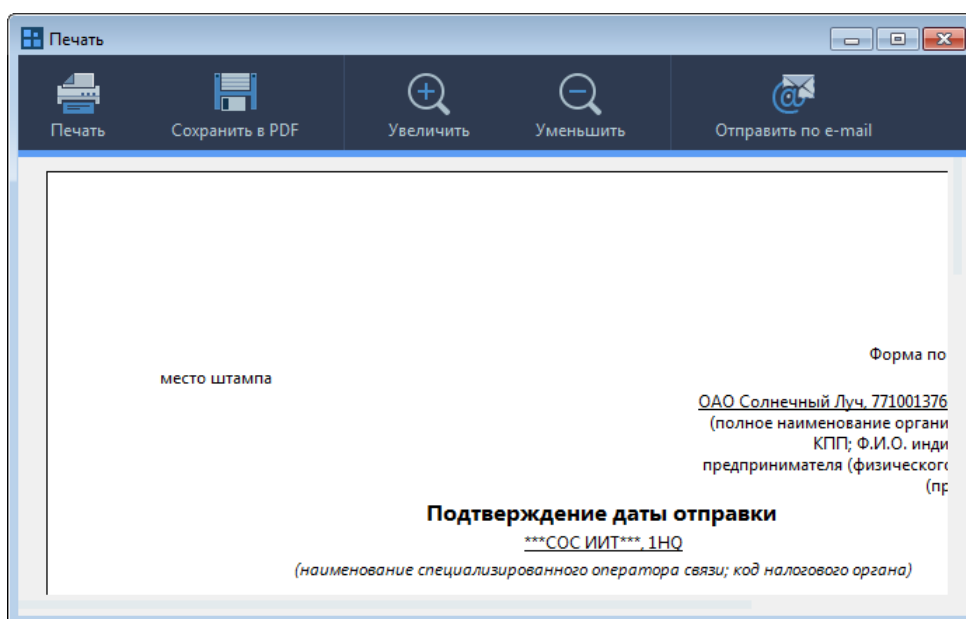 Печать
Печать Сохранить в PDF Увеличить Уменьшить Отправить по e-mail
Форма по
место штампа
ОАО Солнечный Луч, 771001376
(полное наименование органи
КПП; Ф.И.О. инди
предпринимателя (физического
(пр
Подтверждение даты отправки
***СОС ИИТ***, 1HQ
(наименование специализированного оператора связи; код налогового органа)